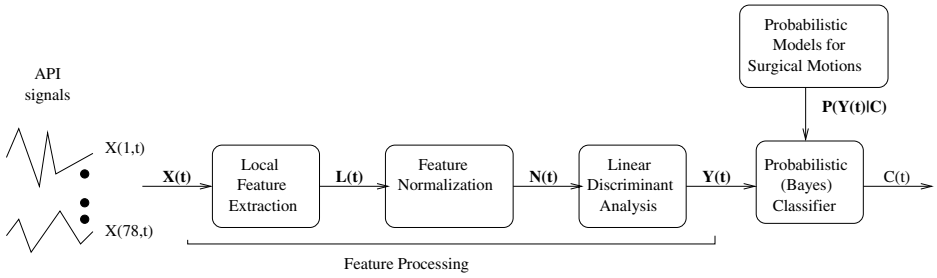 Probabilistic
Models for
Surgical Motions
API
signals
P(Y(t)|C)
X(1,t)
X(t)
Local
Feature
Extraction
L(t)
Feature
Normalization
N(t)
Linear
Discriminant
Analysis
Y(t)
Probabilistic
(Bayes)
Classifier
C(t)
X(78,t)
Feature Processing